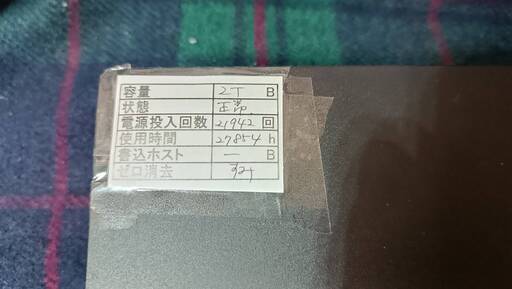 容量 2T B
状態 正常
電源投入回数 21942 回
使用時間 27854 h
書込ホスト ー B
ゼロ消去 済